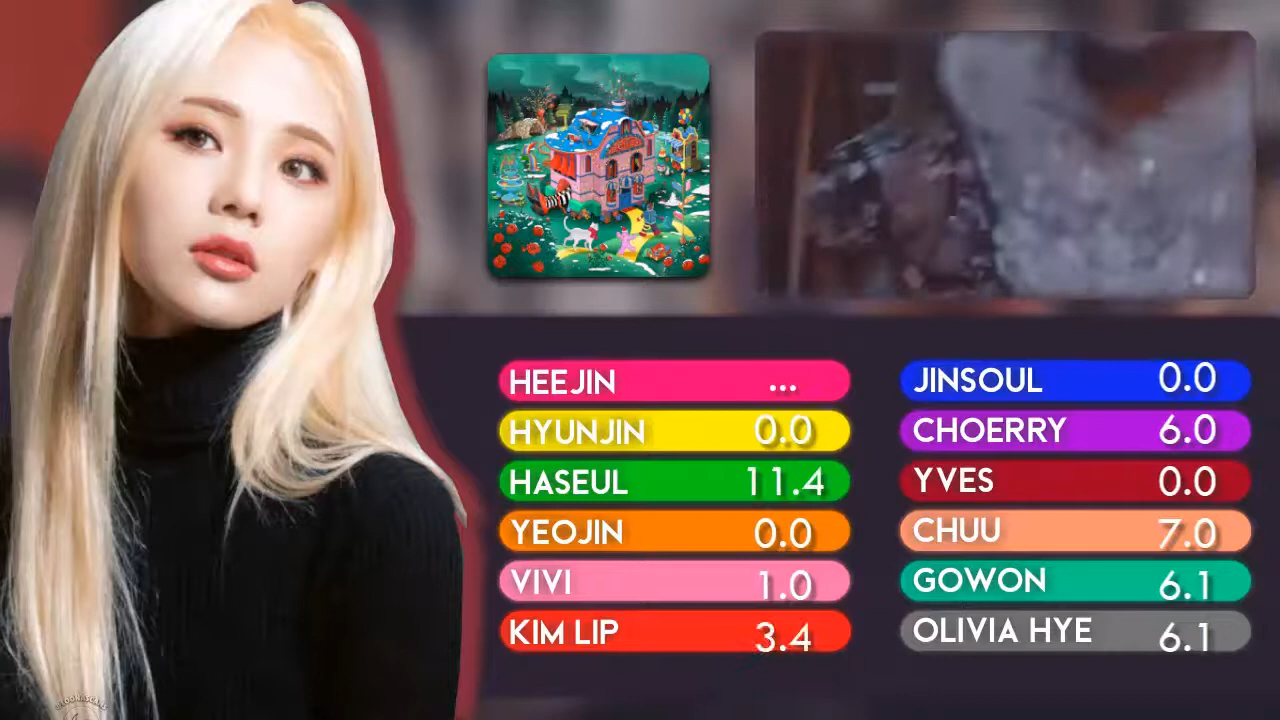 HEEJIN ...
HYUNJIN 0.0
HASEUL 11.4
YEOJIN 0.0
VIVI 1.0
KIM LIP 3.4
JINSOUL 0.0
CHOERRY 6.0
YVES 0.0
CHUU 7.0
GOWON 6.1
OLIVIA HYE 6.1